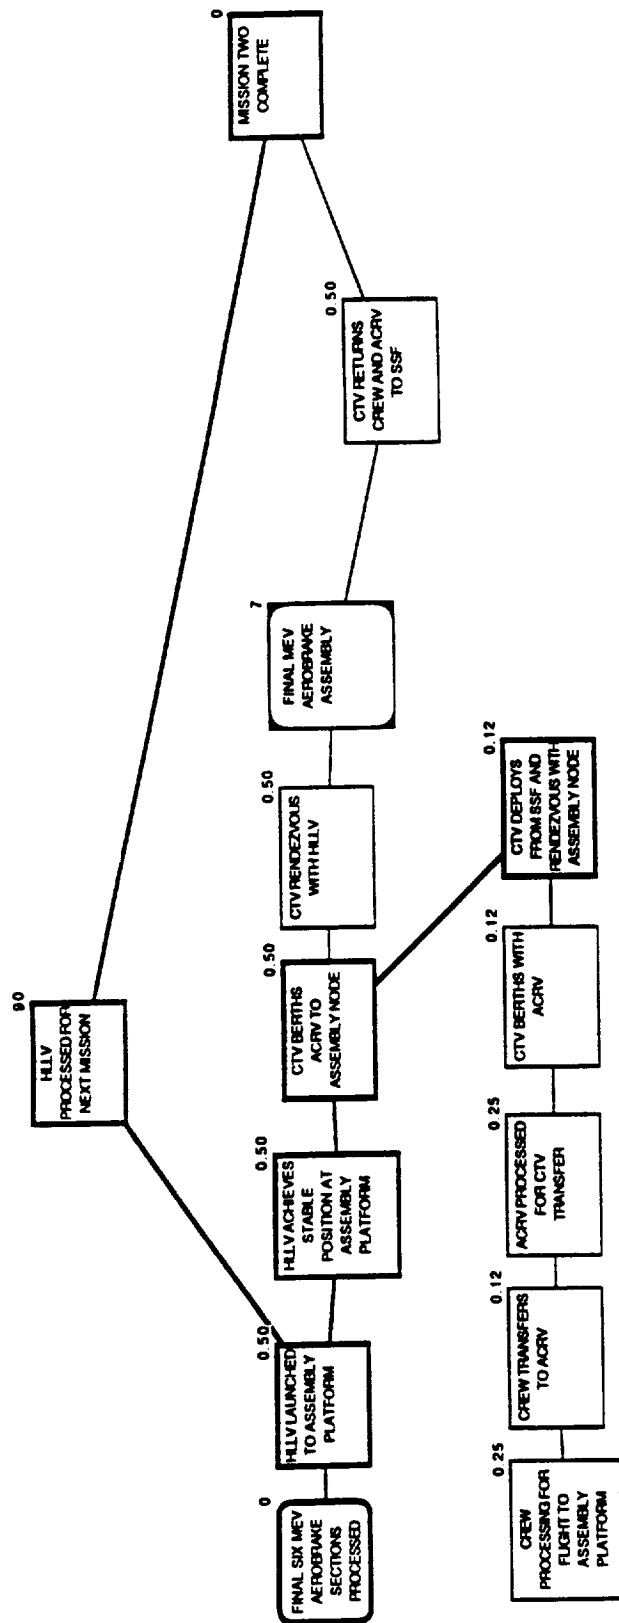 0
MISSION TWO
COMPLETE
90
HLLV
PROCESSED FOR
NEXT MISSION
0
FINAL SIX MEV
AEROBRAKE
SECTIONS
PROCESSED
0.50
HLLV LAUNCHED
TO ASSEMBLY
PLATFORM
0.50
HLLV ACHIEVES
STABLE
POSITION AT
ASSEMBLY
PLATFORM
0.50
CTV BERTHS
ACRV TO
ASSEMBLY NODE
0.50
CTV RENDEZVOUS
WITH HLLV
7
FINAL MEV
AEROBRAKE
ASSEMBLY
0.50
CTV RETURNS
CREW AND ACRV
TO SSF
0.25
CREW
PROCESSING FOR
FLIGHT TO
ASSEMBLY
PLATFORM
0.12
CREW TRANSFERS
TO ACRV
0.25
ACRV PROCESSED
FOR CTV
TRANSFER
0.12
CTV BERTHS WITH
ACRV
0.12
CTV DEPLOYS
FROM SSF AND
RENDEZVOUS WITH
ASSEMBLY NODE